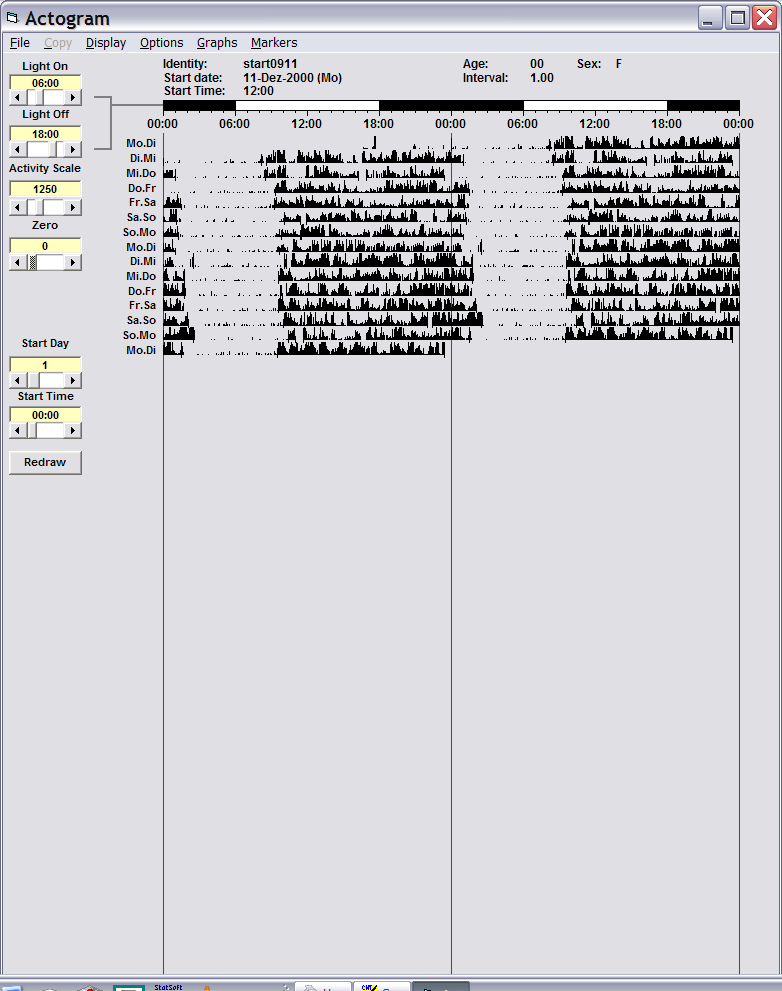 Actogram
File Copy Display Options Graphs Markers
Light On
06:00
Light Off
18:00
Activity Scale
1250
Zero
0
Start Day
1
Start Time
00:00
Redraw
Identity: start0911 Age: 00 Sex: F
Start date: 11-Dez-2000 (Mo) Interval: 1.00
Start Time: 12:00
00:00 06:00 12:00 18:00 00:00 06:00 12:00 18:00 00:00
Mo.Di
Di.Mi
Mi.Do
Do.Fr
Fr.Sa
Sa.So
So.Mo
Mo.Di
Di.Mi
Mi.Do
Do.Fr
Fr.Sa
Sa.So
So.Mo
Mo.Di
StatSoft
CNT